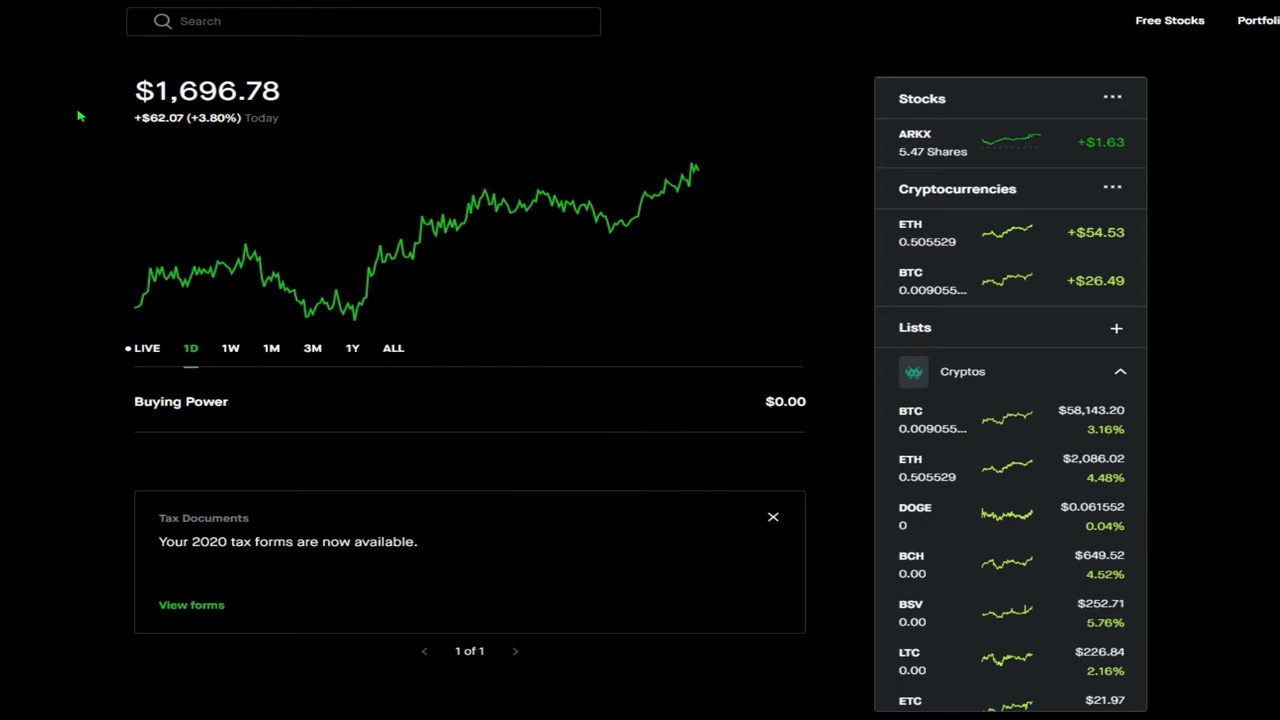 Search
Free Stocks
Portfoli
$1,696.78
+$62.07 (+3.80%) Today
LIVE 1D 1W 1M 3M 1Y ALL
Buying Power $0.00
Tax Documents
Your 2020 tax forms are now available.
View forms
1 of 1
Stocks
ARKX
5.47 Shares
+$1.63
Cryptocurrencies
ETH
0.505529
+$54.53
BTC
0.009055...
+$26.49
Lists
Cryptos
BTC $58,143.20
0.009055... 3.16%
ETH $2,086.02
0.505529 4.48%
DOGE $0.061552
0 0.04%
BCH $649.52
0.00 4.52%
BSV $252.71
0.00 5.76%
LTC $226.84
0.00 2.16%
ETC $21.97